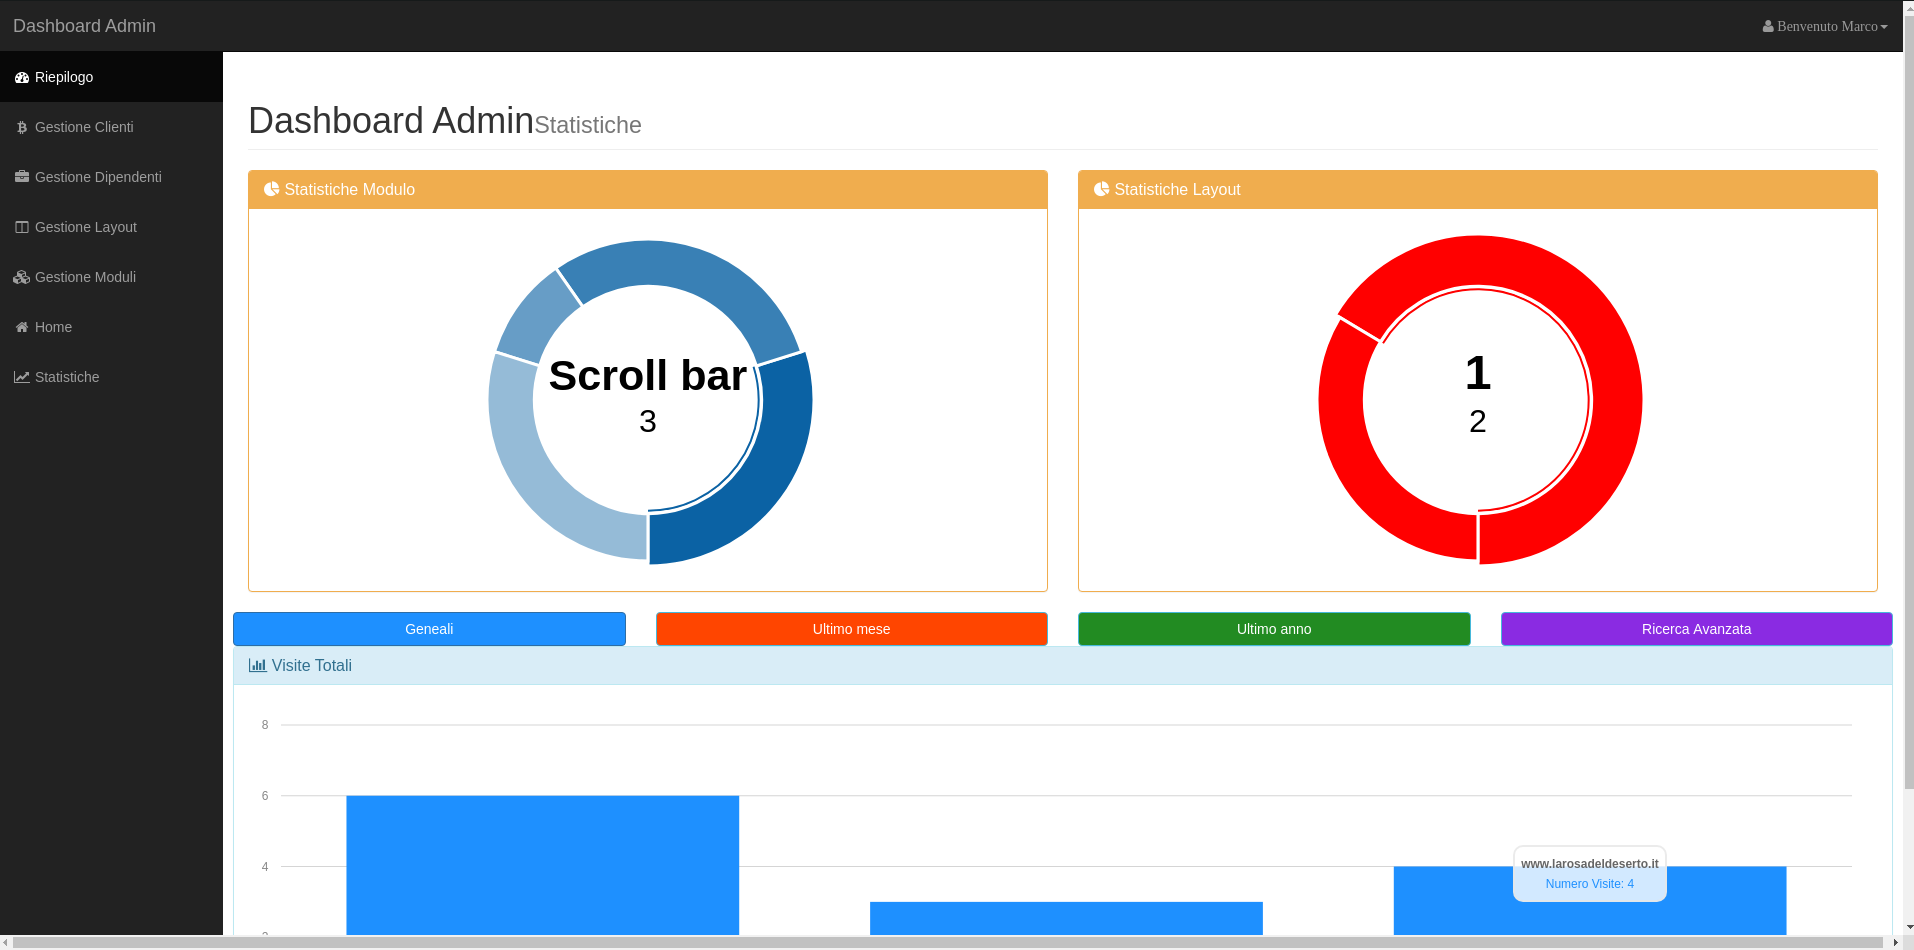 Dashboard Admin
Benvenuto Marco
Riepilogo
Gestione Clienti
Gestione Dipendenti
Gestione Layout
Gestione Moduli
Home
Statistiche
Dashboard Admin Statistiche
Statistiche Modulo
Scroll bar
3
Statistiche Layout
1
2
Geneali
Ultimo mese
Ultimo anno
Ricerca Avanzata
Visite Totali
8
6
4
www.larosadeldeserto.it
Numero Visite: 4